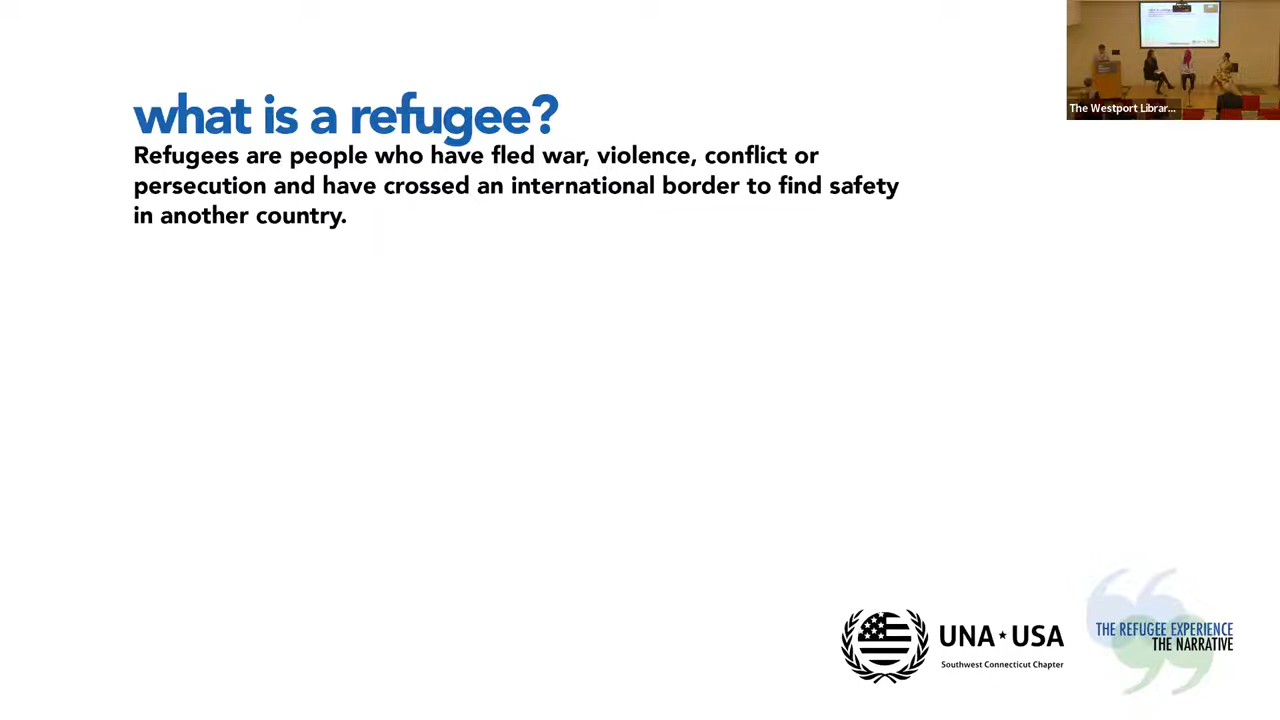 what is a refugee?
Refugees are people who have fled war, violence, conflict or
persecution and have crossed an international border to find safety
in another country.
The Westport Librar...
UNA★USA
Southwest Connecticut Chapter
THE REFUGEE EXPERIENCE
THE NARRATIVE